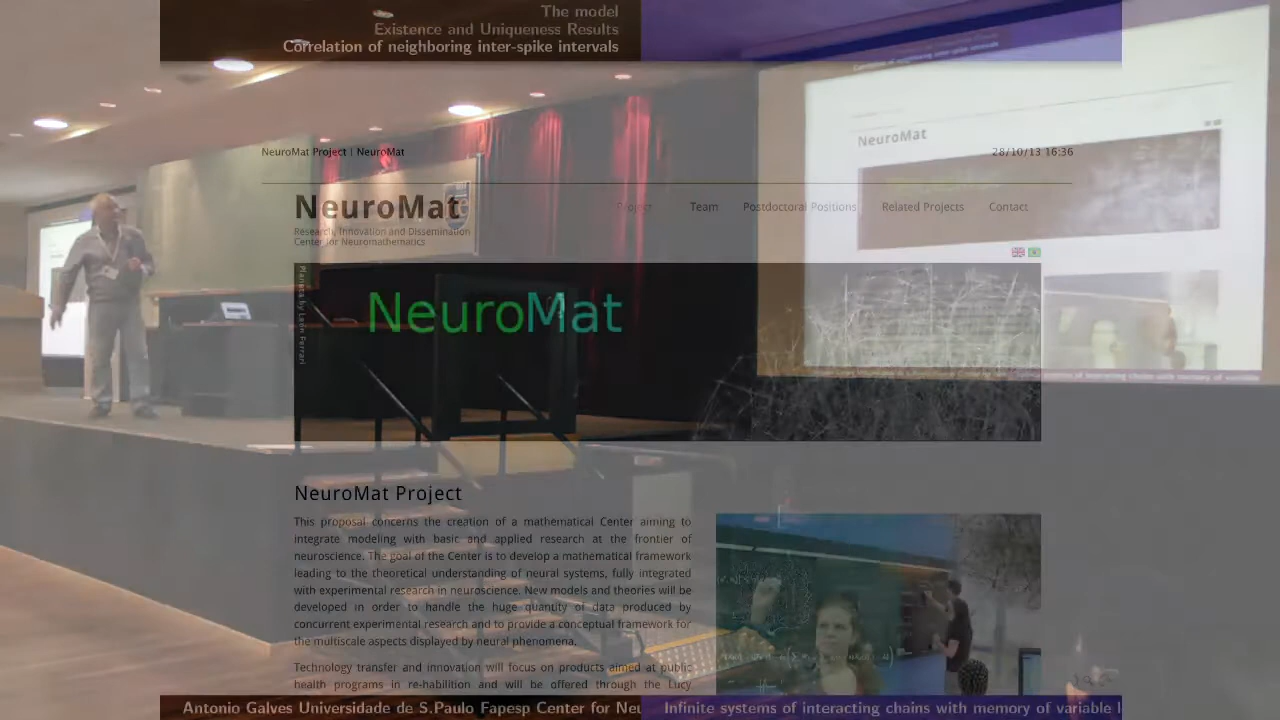 The model
Existence and Uniqueness Results
Correlation of neighboring inter-spike intervals
NeuroMat Project | NeuroMat
28/10/13 16:36
NeuroMat
Research, Innovation and Dissemination
Center for Neuromathematics
Project
Team
Postdoctoral Positions
Related Projects
Contact
NeuroMat
Planeta by León Ferrari
NeuroMat
NeuroMat Project
This proposal concerns the creation of a mathematical Center aiming to
integrate modeling with basic and applied research at the frontier of
neuroscience. The goal of the Center is to develop a mathematical framework
leading to the theoretical understanding of neural systems, fully integrated
with experimental research in neuroscience. New models and theories will be
developed in order to handle the huge quantity of data produced by
concurrent experimental research and to provide a conceptual framework for
the multiscale aspects displayed by neural phenomena.
Technology transfer and innovation will focus on products aimed at public
health programs in re-habilition and will be offered through the Lucy
Antonio Galves Universidade de S.Paulo Fapesp Center for Neu
Infinite systems of interacting chains with memory of variable l